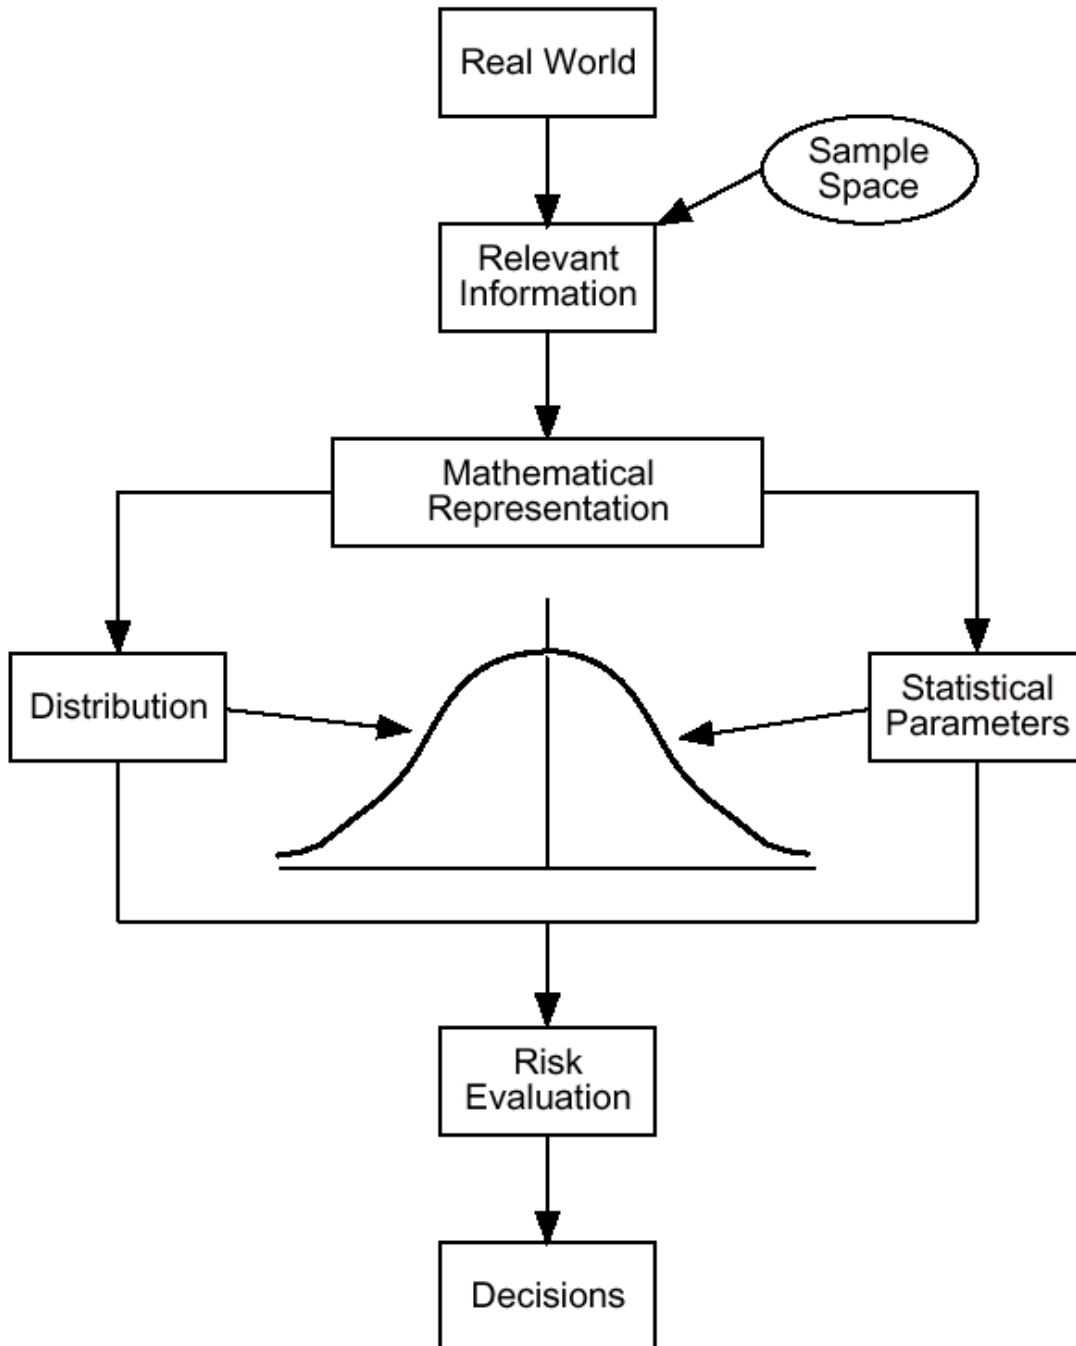 Real World
Sample
Space
Relevant
Information
Mathematical
Representation
Distribution
Statistical
Parameters
Risk
Evaluation
Decisions